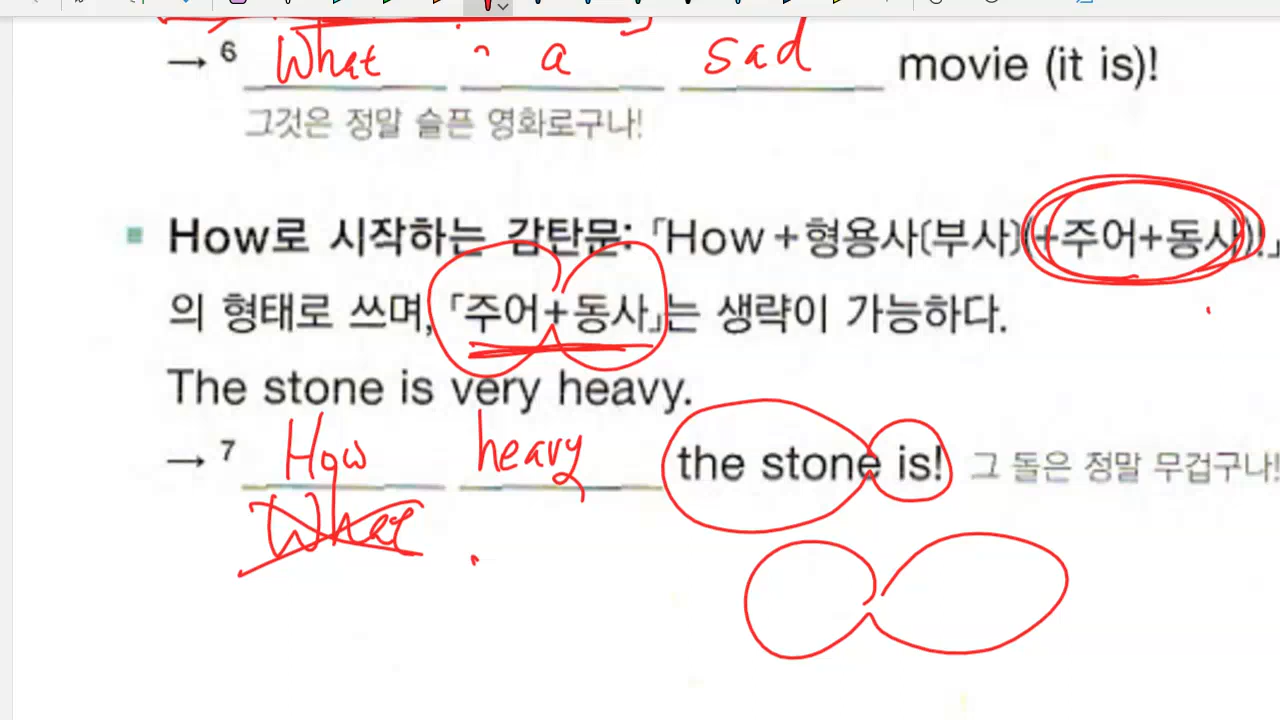 → 6 What a sad movie (it is)!
그것은 정말 슬픈 영화로구나!
■ How로 시작하는 감탄문: 「How+형용사(부사)(+주어+동사)!」
의 형태로 쓰며, 「주어+동사」는 생략이 가능하다.
The stone is very heavy.
→ 7 How heavy the stone is! 그 돌은 정말 무겁구나!
What